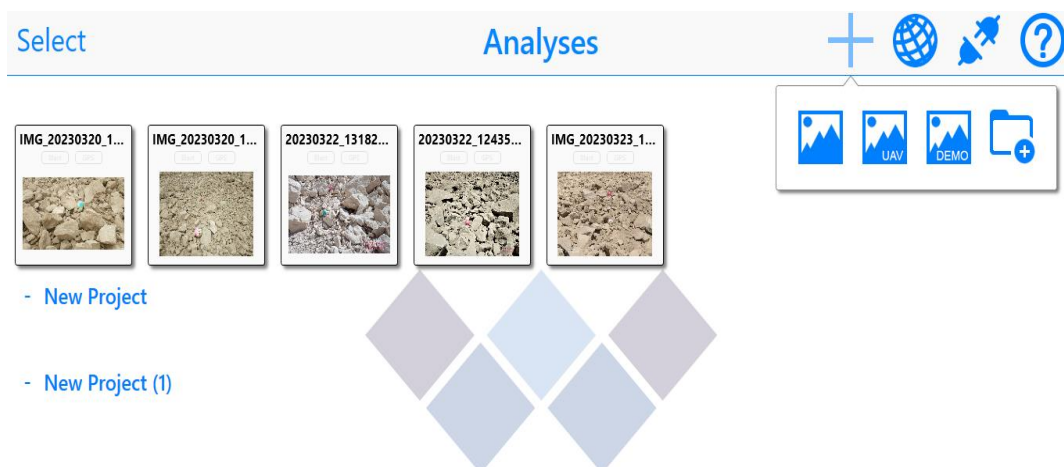 Select
Analyses
UAV
DEMO
IMG_20230320_1...
IMG_20230320_1...
20230322_13182...
20230322_12435...
IMG_20230323_1...
- New Project
- New Project (1)